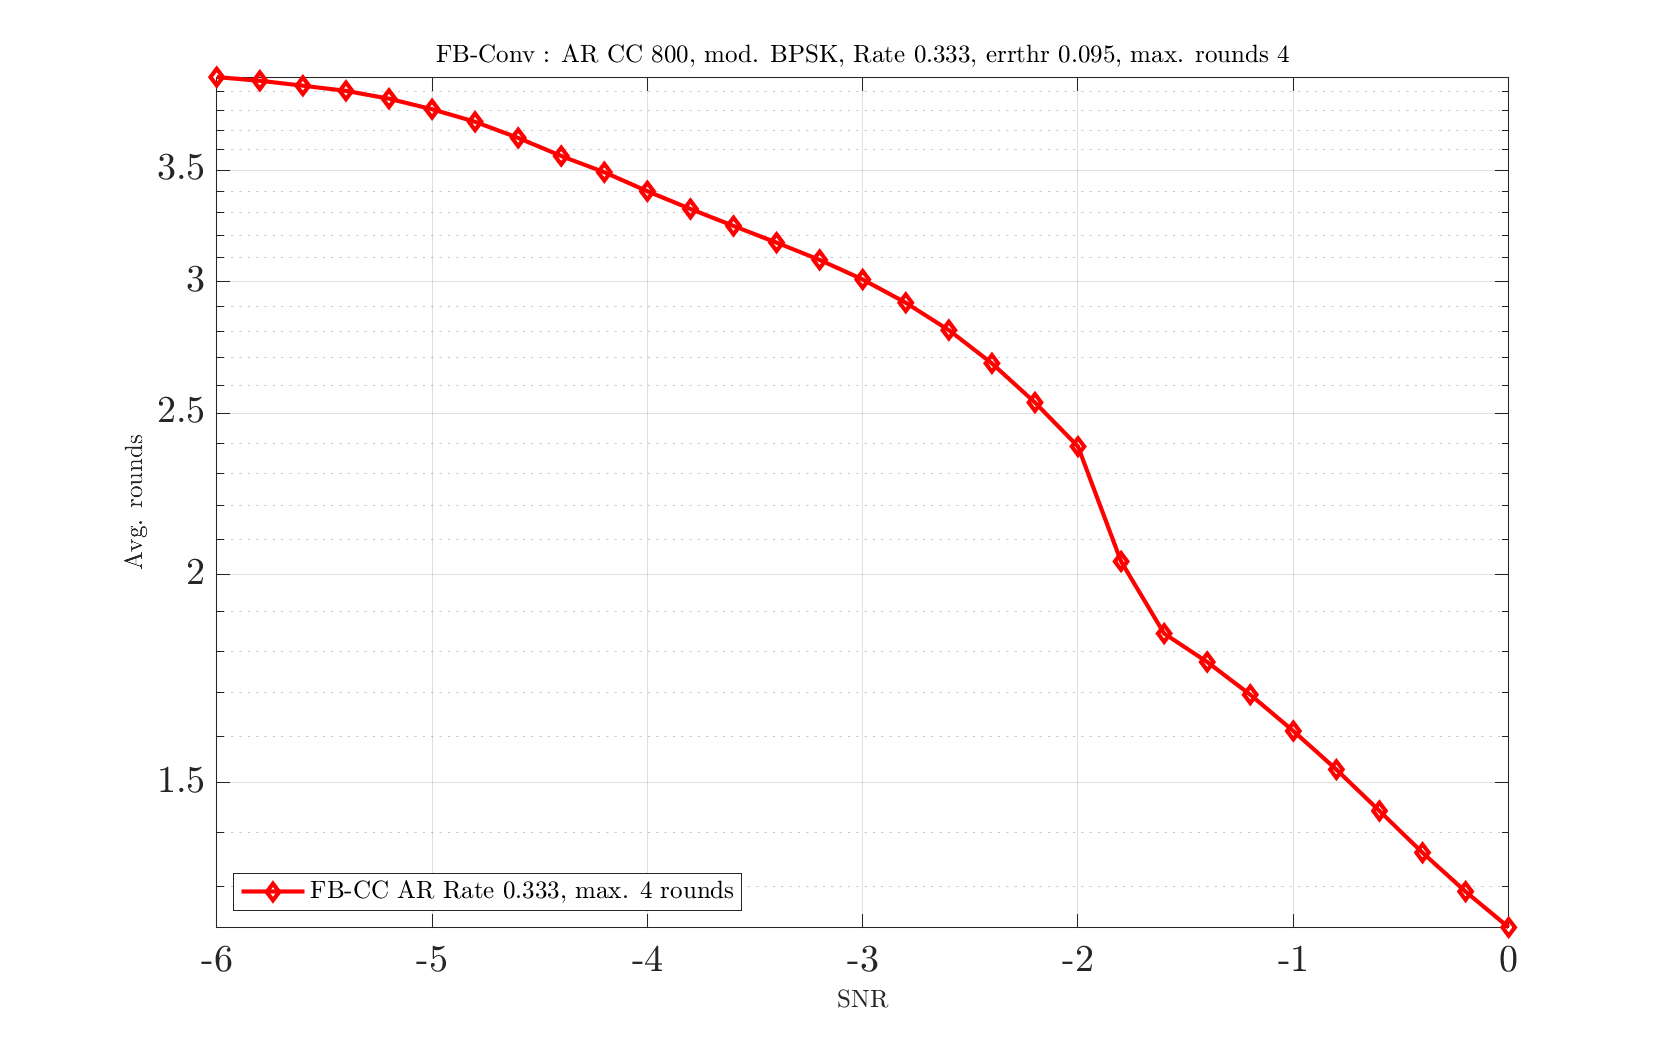 FB-Conv : AR CC 800, mod. BPSK, Rate 0.333, errthr 0.095, max. rounds 4
3.5
3
2.5
2
1.5
Avg. rounds
FB-CC AR Rate 0.333, max. 4 rounds
-6 -5 -4 -3 -2 -1 0
SNR